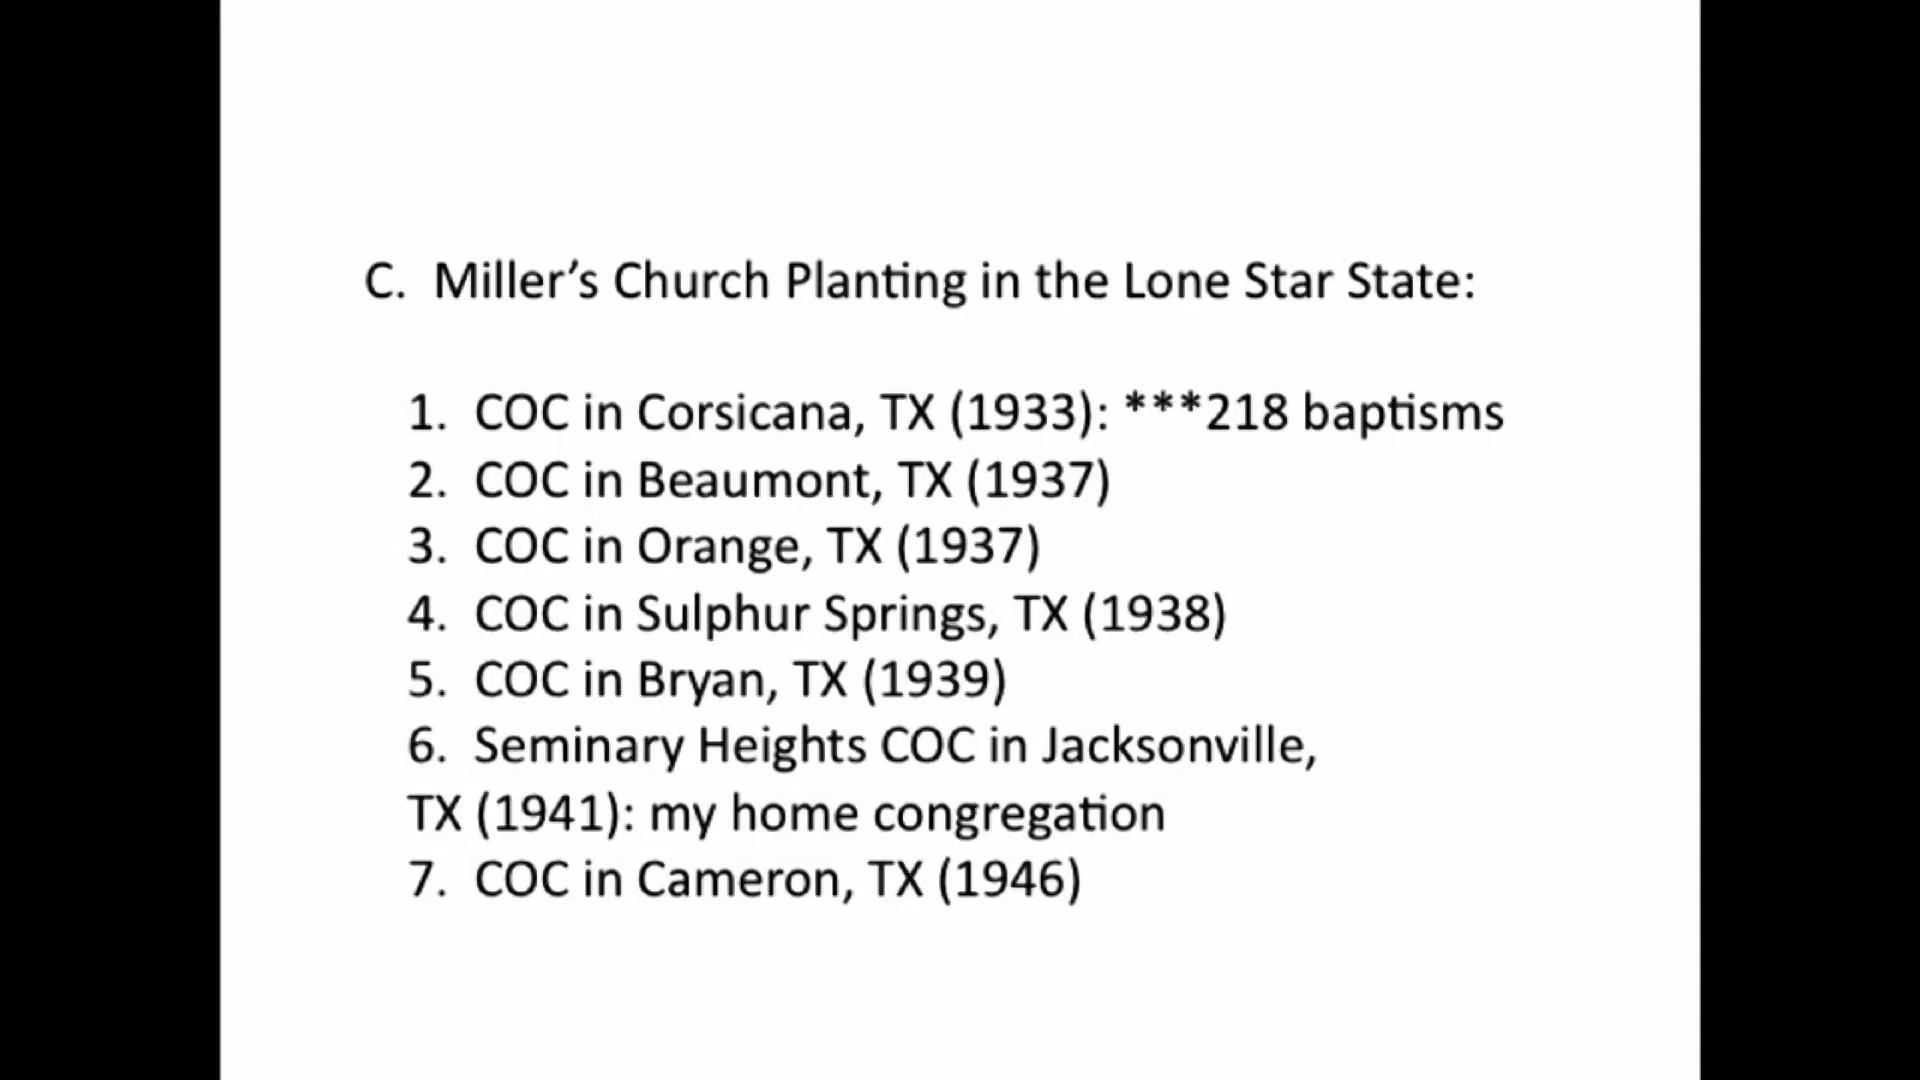 C. Miller’s Church Planting in the Lone Star State:
1. COC in Corsicana, TX (1933): ***218 baptisms
2. COC in Beaumont, TX (1937)
3. COC in Orange, TX (1937)
4. COC in Sulphur Springs, TX (1938)
5. COC in Bryan, TX (1939)
6. Seminary Heights COC in Jacksonville,
TX (1941): my home congregation
7. COC in Cameron, TX (1946)